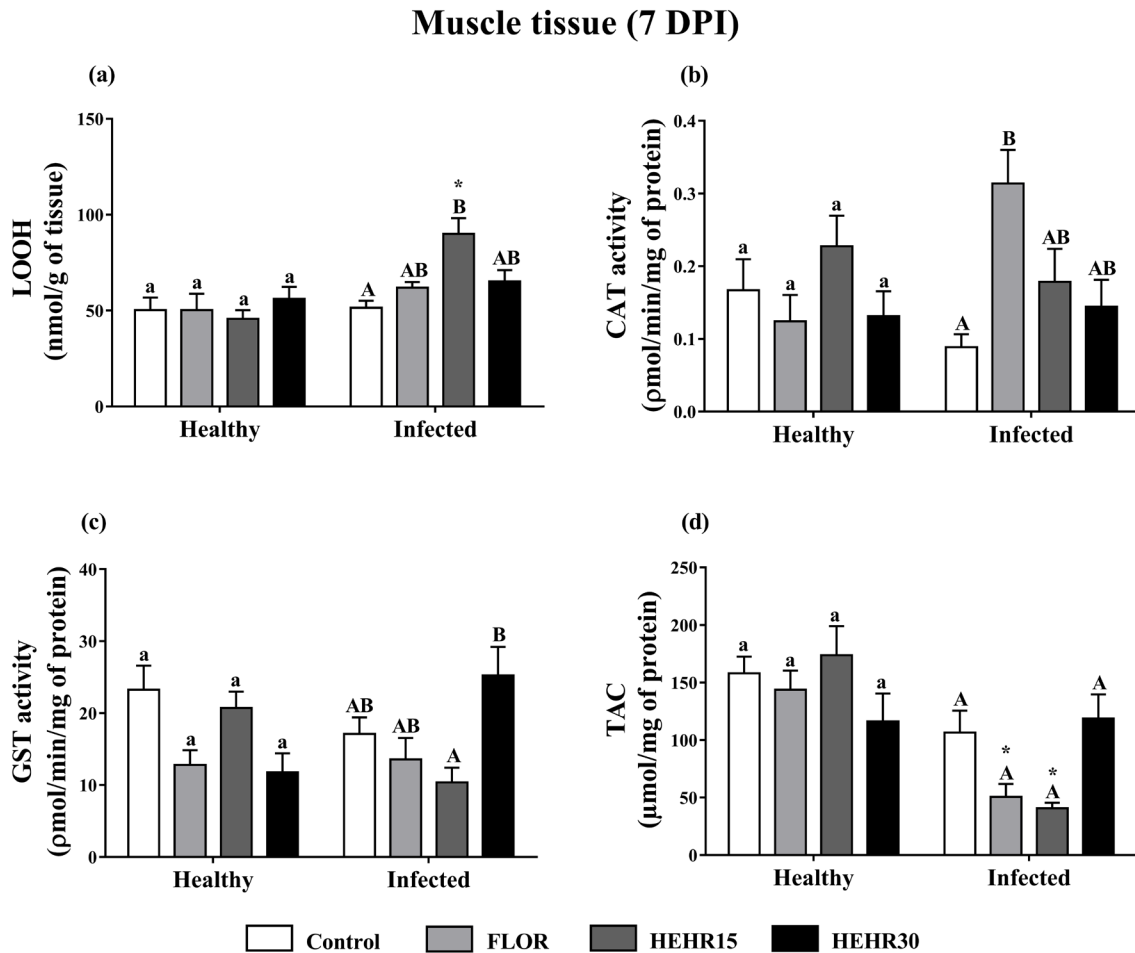 Muscle tissue (7 DPI)
(a)
LOOH
(nmol/g of tissue)
150
100
50
0
a a a a
A AB * B AB
Healthy Infected
(b)
CAT activity
(ρmol/min/mg of protein)
0.4
0.3
0.2
0.1
0.0
a a a a
A B AB AB
Healthy Infected
(c)
GST activity
(ρmol/min/mg of protein)
40
30
20
10
0
a a a a
AB AB A B
Healthy Infected
(d)
TAC
(μmol/mg of protein)
250
200
150
100
50
0
a a a a
A * A * A A
Healthy Infected
Control FLOR HEHR15 HEHR30